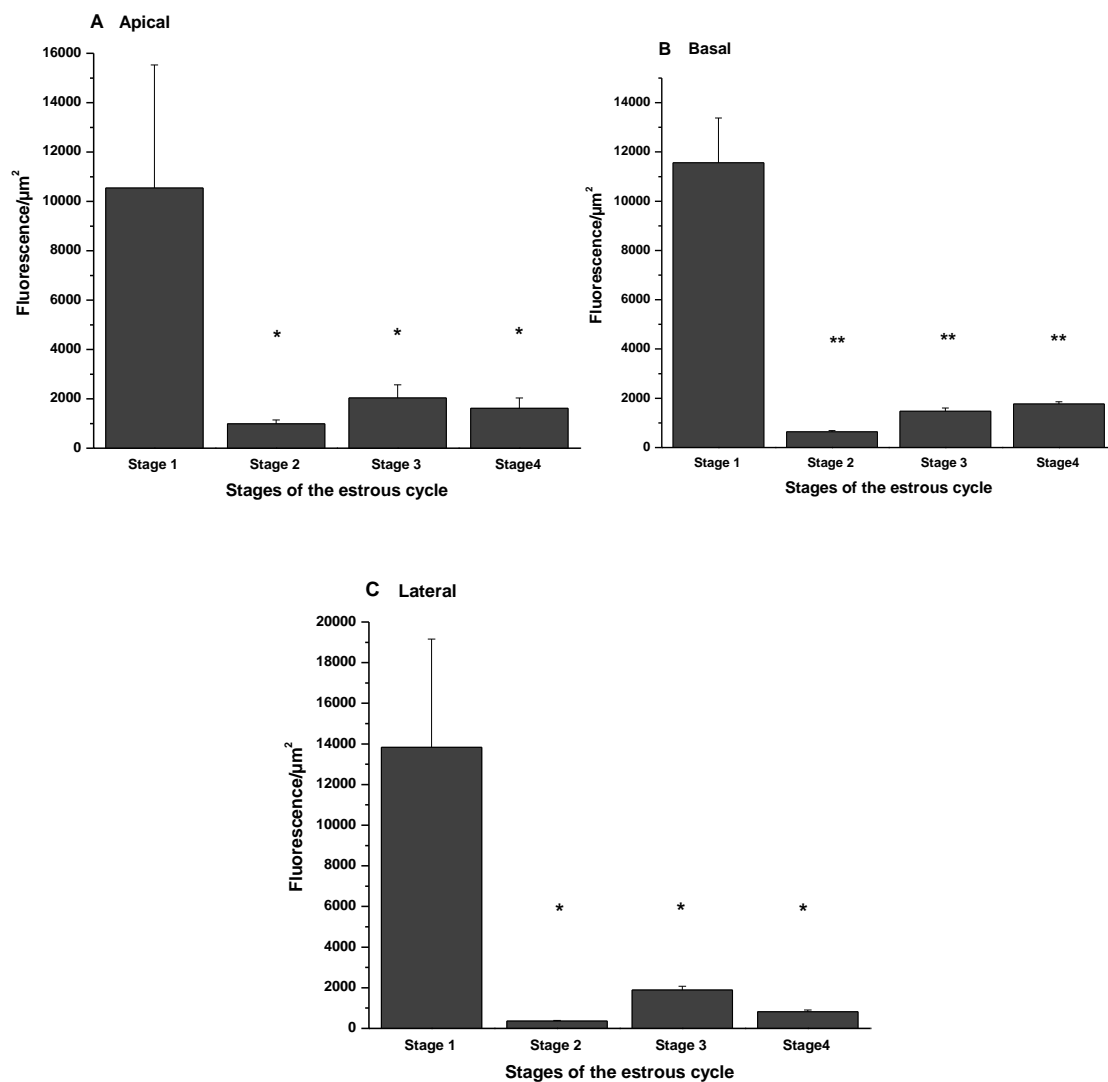 A Apical
16000
14000
12000
10000
8000
6000
4000
2000
0
Fluorescence/µm²
* * *
Stage 1 Stage 2 Stage 3 Stage4
Stages of the estrous cycle
B Basal
14000
12000
10000
8000
6000
4000
2000
0
Fluorescence/µm²
** ** **
Stage 1 Stage 2 Stage 3 Stage4
Stages of the estrous cycle
C Lateral
20000
18000
16000
14000
12000
10000
8000
6000
4000
2000
0
Fluorescence/µm²
* * *
Stage 1 Stage 2 Stage 3 Stage4
Stages of the estrous cycle